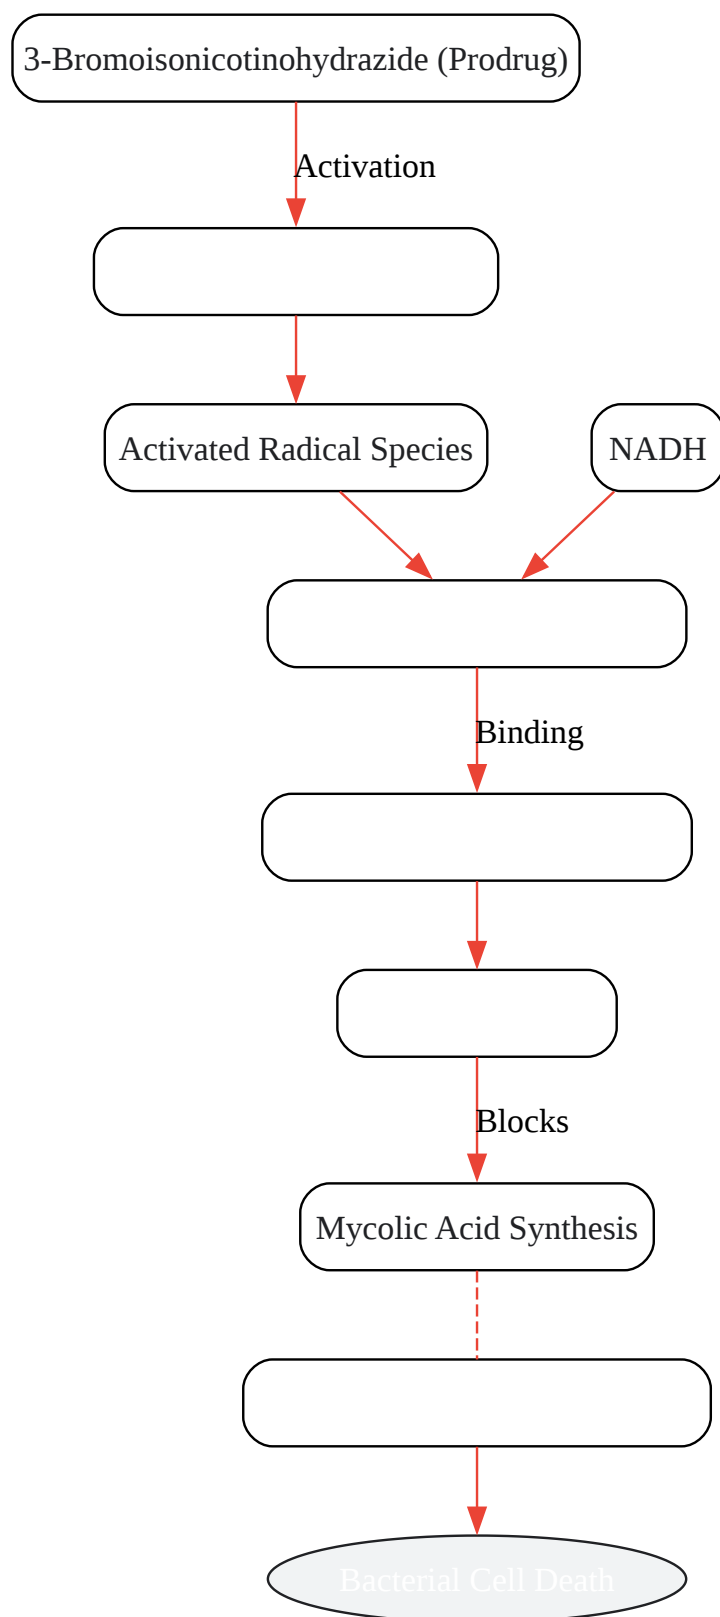 3-Bromoisonicotinohydrazide (Prodrug)
Activation
Activated Radical Species
NADH
Binding
Blocks
Mycolic Acid Synthesis
Bacterial Cell Death